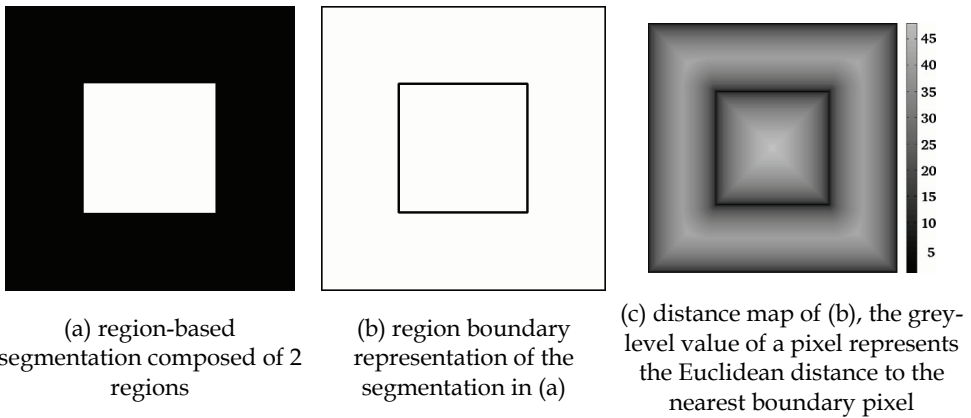 45
40
35
30
25
20
15
10
5
(a) region-based
segmentation composed of 2
regions
(b) region boundary
representation of the
segmentation in (a)
(c) distance map of (b), the grey-
level value of a pixel represents
the Euclidean distance to the
nearest boundary pixel